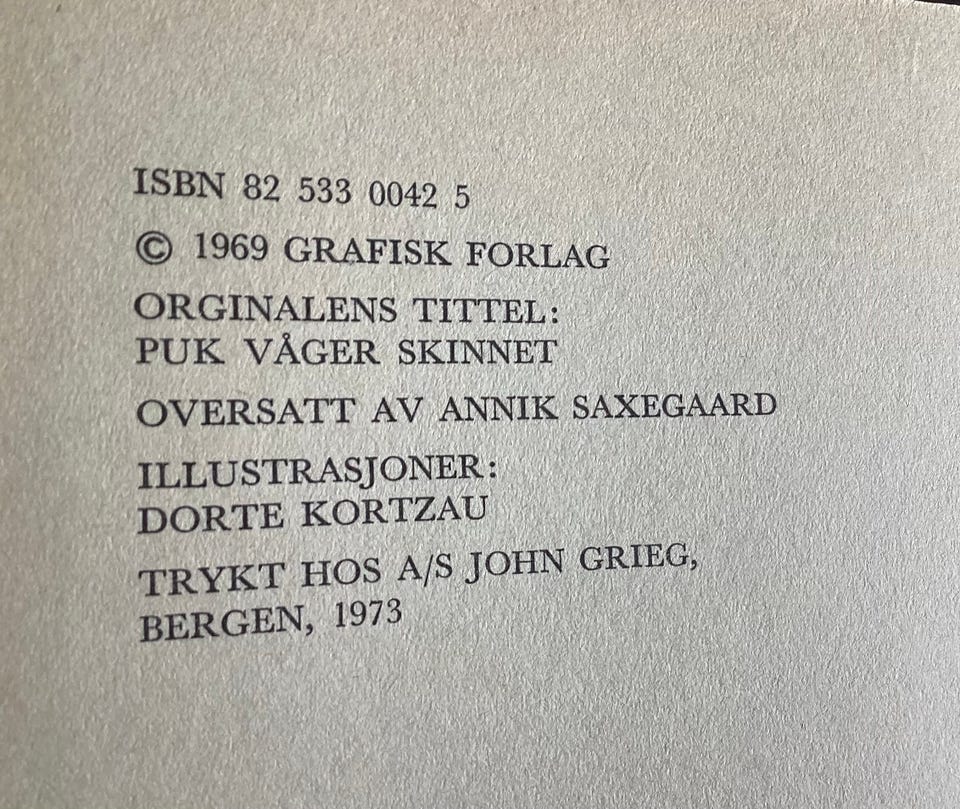 ISBN 82 533 0042 5
© 1969 GRAFISK FORLAG
ORGINALENS TITTEL:
PUK VÅGER SKINNET
OVERSATT AV ANNIK SAXEGAARD
ILLUSTRASJONER:
DORTE KORTZAU
TRYKT HOS A/S JOHN GRIEG,
BERGEN, 1973